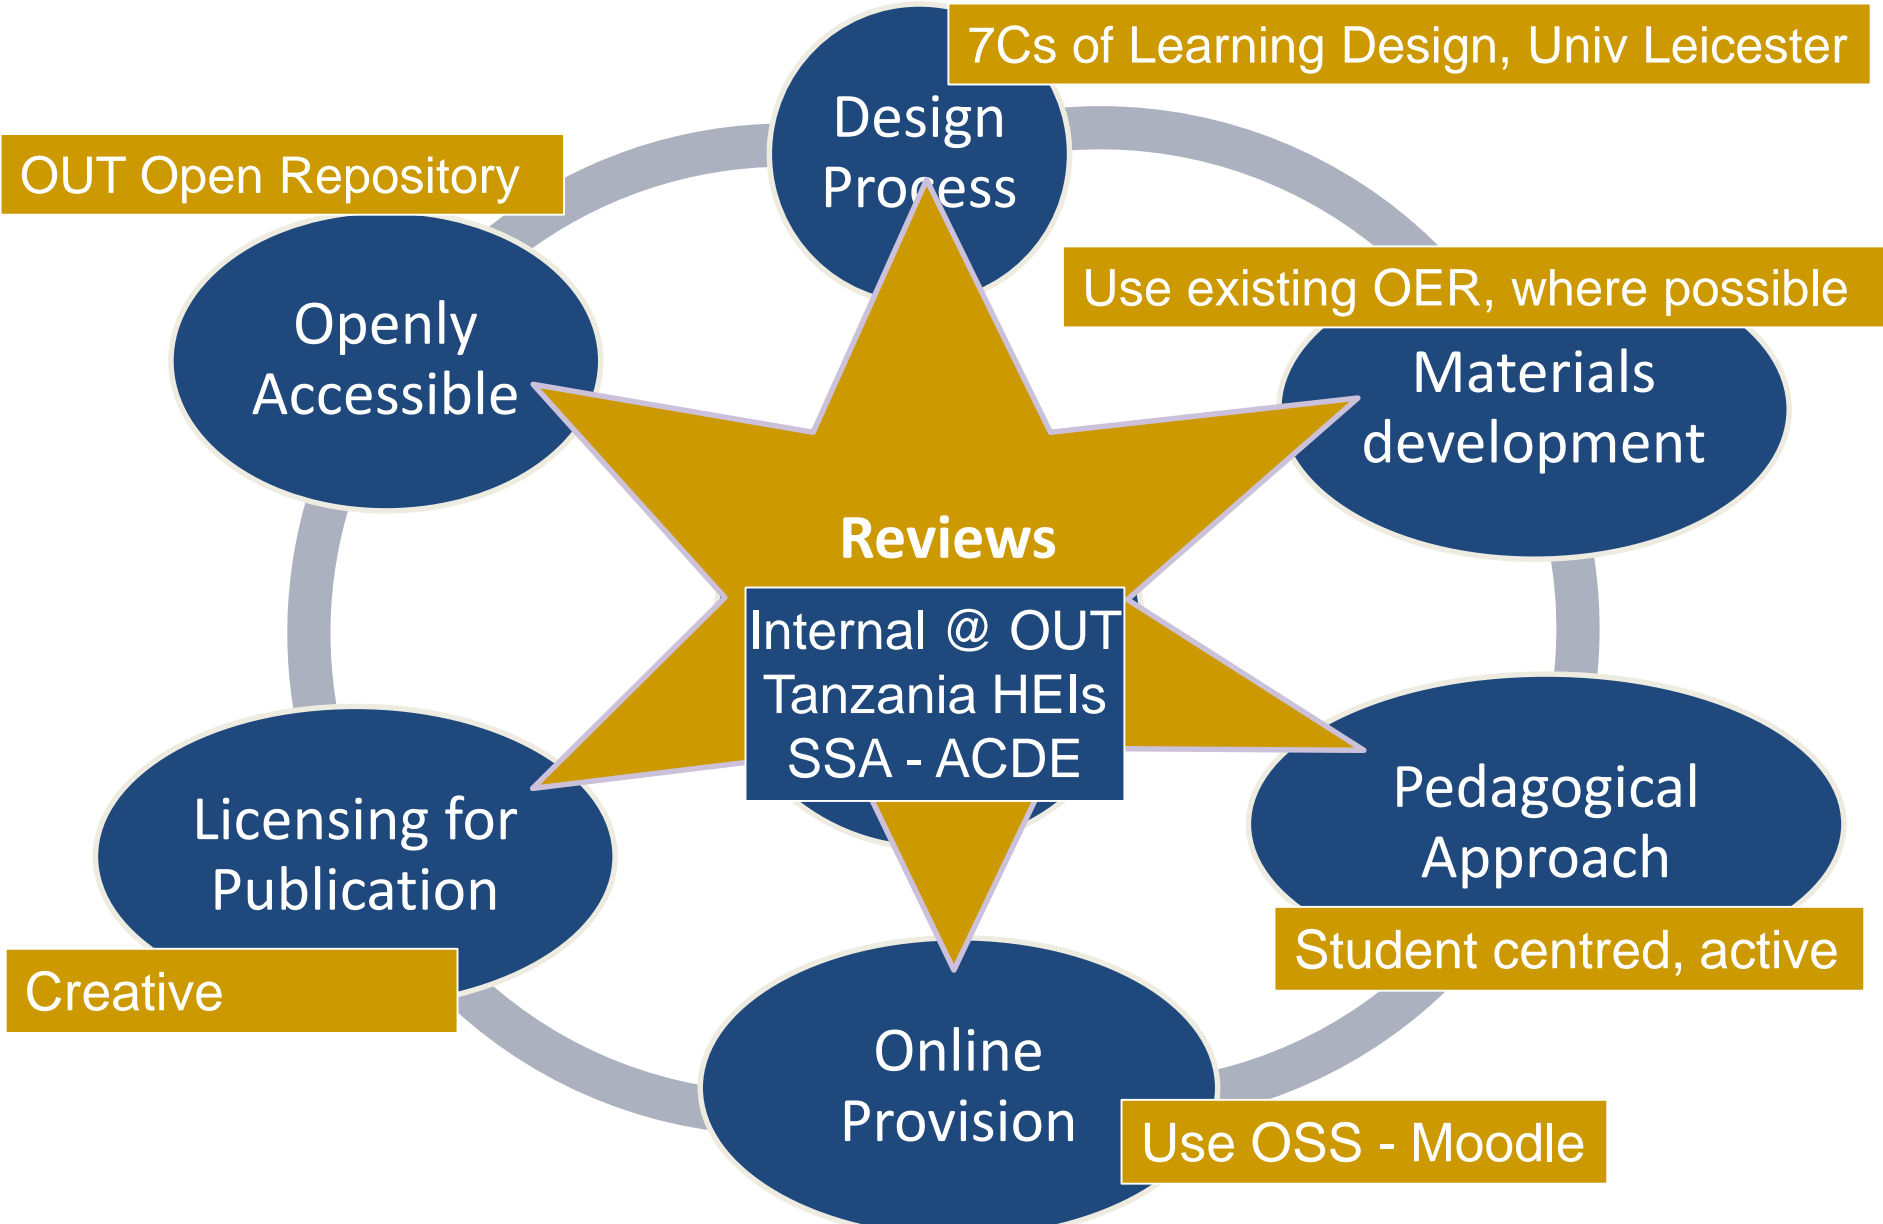 7Cs of Learning Design, Univ Leicester
Design
Process
OUT Open Repository
Openly
Accessible
Use existing OER, where possible
Materials
development
Reviews
Internal @ OUT
Tanzania HEIs
SSA - ACDE
Pedagogical
Approach
Student centred, active
Licensing for
Publication
Creative
Online
Provision
Use OSS - Moodle